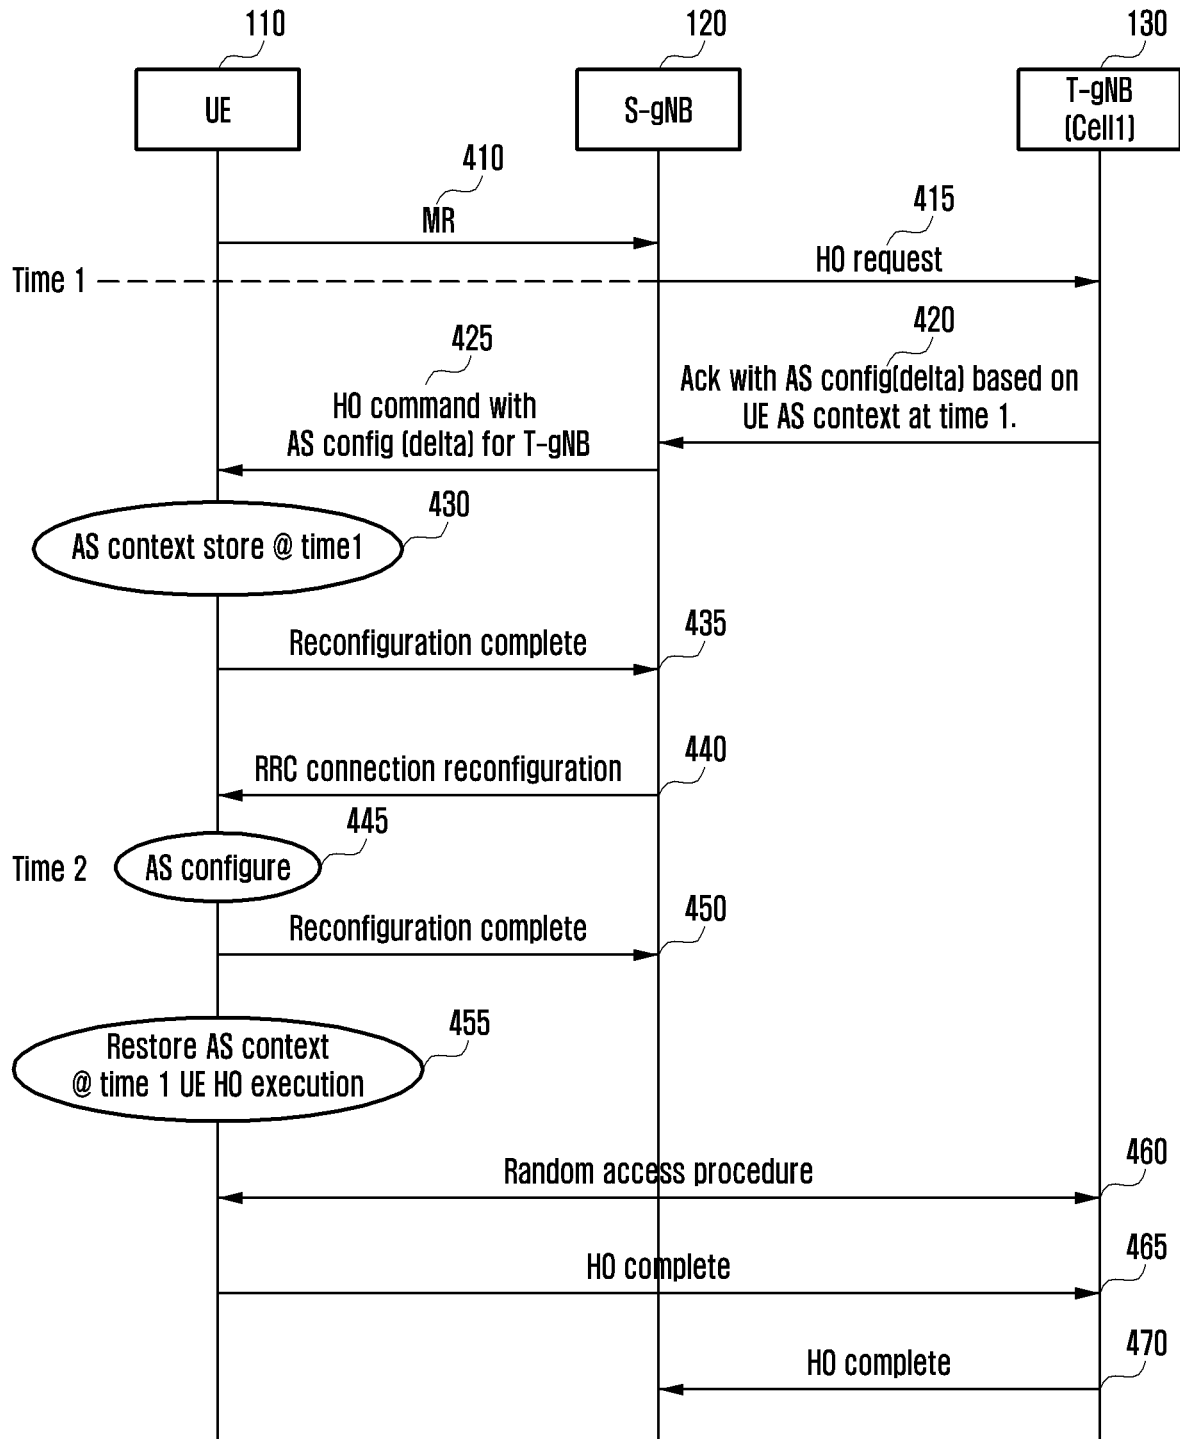 110
120
130
UE
S-gNB
T-gNB
(Cell1)
410
MR
415
HO request
Time 1
420
Ack with AS config(delta) based on
UE AS context at time 1.
425
HO command with
AS config (delta) for T-gNB
430
AS context store @ time1
435
Reconfiguration complete
440
RRC connection reconfiguration
445
Time 2
AS configure
450
Reconfiguration complete
455
Restore AS context
@ time 1 UE HO execution
460
Random access procedure
465
HO complete
470
HO complete